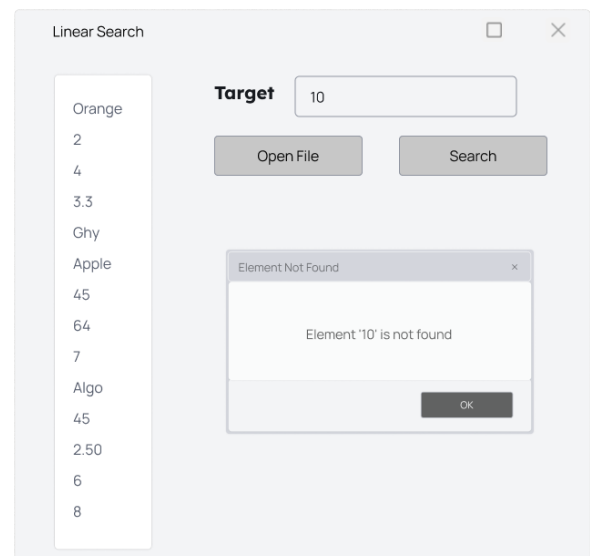 Linear Search
Target
10
Open File
Search
Orange
2
4
3.3
Ghy
Apple
45
64
7
Algo
45
2.50
6
8
Element Not Found
×
Element '10' is not found
OK